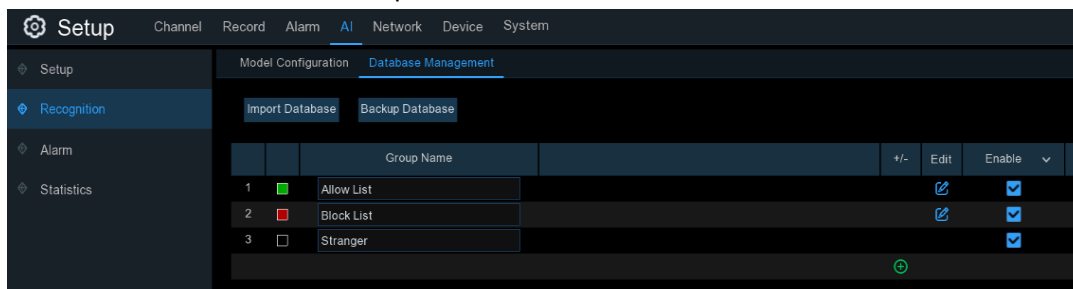 Setup Channel Record Alarm AI Network Device System
Setup
Model Configuration Database Management
Recognition
Import Database Backup Database
Alarm
Group Name +/- Edit Enable
Statistics
1 Allow List
2 Block List
3 Stranger